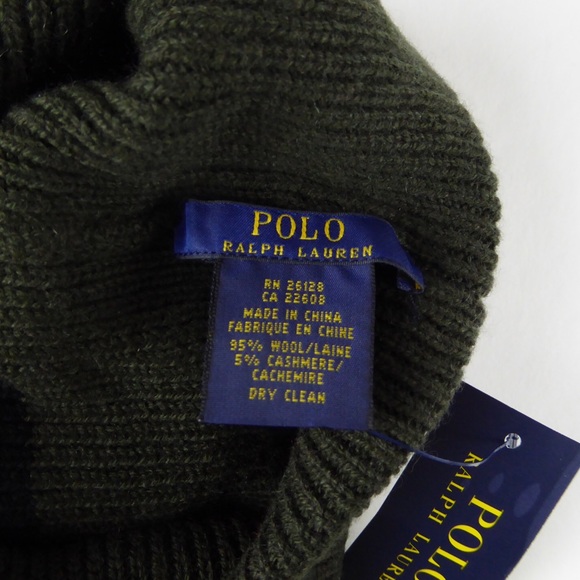 POLO
RALPH LAUREN
RN 26128
CA 22608
MADE IN CHINA
FABRIQUE EN CHINE
95% WOOL/LAINE
5% CASHMERE/
CACHEMIRE
DRY CLEAN
POLO
RALPH LAURE